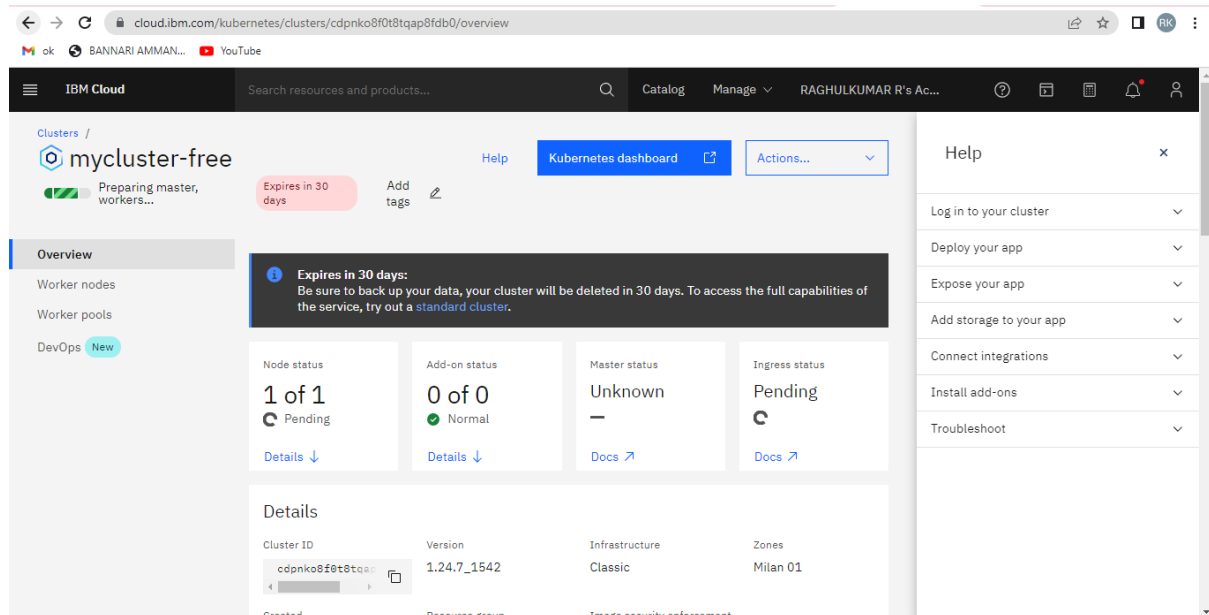 cloud.ibm.com/kubernetes/clusters/cdpnko8f0t8tqap8fdb0/overview
RK
ok BANNARI AMMAN... YouTube
IBM Cloud Search resources and products... Catalog Manage RAGHULKUMAR R's Ac...
Clusters /
mycluster-free
Help Kubernetes dashboard Actions...
Preparing master,
workers...
Expires in 30
days
Add
tags
Overview
Worker nodes
Worker pools
DevOps New
Expires in 30 days:
Be sure to back up your data, your cluster will be deleted in 30 days. To access the full capabilities of
the service, try out a standard cluster.
Node status
1 of 1
Pending
Details
Add-on status
0 of 0
Normal
Details
Master status
Unknown
Docs
Ingress status
Pending
Docs
Details
Cluster ID
cdpnko8f0t8tqap
Version
1.24.7_1542
Infrastructure
Classic
Zones
Milan 01
Created Resource group Image security enforcement
Help
Log in to your cluster
Deploy your app
Expose your app
Add storage to your app
Connect integrations
Install add-ons
Troubleshoot